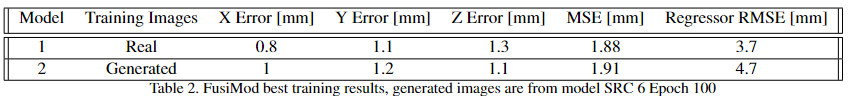 Model Training Images X Error [mm] Y Error [mm] Z Error [mm] MSE [mm] Regressor RMSE [mm]
1 Real 0.8 1.1 1.3 1.88 3.7
2 Generated 1 1.2 1.1 1.91 4.7
Table 2. FusiMod best training results, generated images are from model SRC 6 Epoch 100